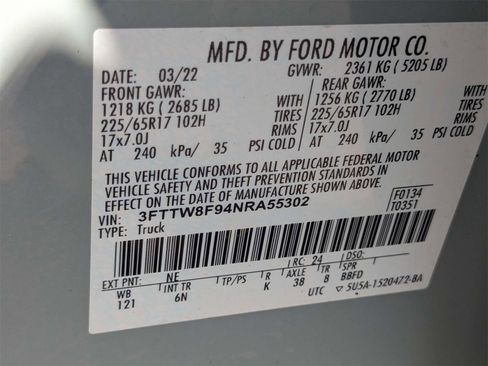 MFD. BY FORD MOTOR CO.
DATE: 03/22 GVWR: 2361 KG ( 5205 LB)
FRONT GAWR: REAR GAWR:
1218 KG ( 2685 LB) WITH 1256 KG ( 2770 LB) WITH
225/65R17 102H TIRES 225/65R17 102H TIRES
17x7.0J RIMS 17x7.0J RIMS
AT 240 kPa/ 35 PSI COLD AT 240 kPa/ 35 PSI COLD
THIS VEHICLE CONFORMS TO ALL APPLICABLE FEDERAL MOTOR
VEHICLE SAFETY AND THEFT PREVENTION STANDARDS IN
EFFECT ON THE DATE OF MANUFACTURE SHOWN ABOVE.
VIN: 3FTTW8F94NRA55302 F0134
TYPE: Truck T0351
EXT PNT: NE RC: 24 DSO:
WB INT TR TP/PS R AXLE TR SPR
121 6N K 38 8 BBFD
UTC ▽5U5A-1520472-BA